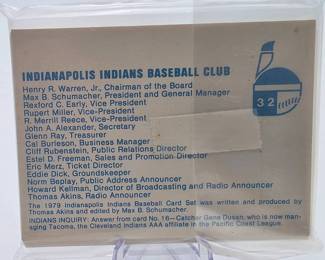 INDIANAPOLIS INDIANS BASEBALL CLUB
Henry R. Warren, Jr., Chairman of the Board
Max B. Schumacher, President and General Manager
Rexford C. Early, Vice President
Rupert Miller, Vice-President
R. Merrill Reece, Vice-President
John A. Alexander, Secretary
Glenn Ray, Treasurer
Cal Burleson, Business Manager
Cliff Rubenstein, Public Relations Director
Estel D. Freeman, Sales and Promotion Director
Eric Merz, Ticket Director
Eddie Dick, Groundskeeper
Norm Beplay, Public Address Announcer
Howard Kellman, Director of Broadcasting and Radio Announcer
Thomas Akins, Radio Announcer
The 1979 Indianapolis Indians Baseball Card Set was written and produced by
Thomas Akins and edited by Max B. Schumacher.
INDIANS INQUIRY: Answer from card No. 16—Catcher Gene Dusan, who is now man-
aging Tacoma, the Cleveland Indians AAA affiliate in the Pacific Coast League.
32